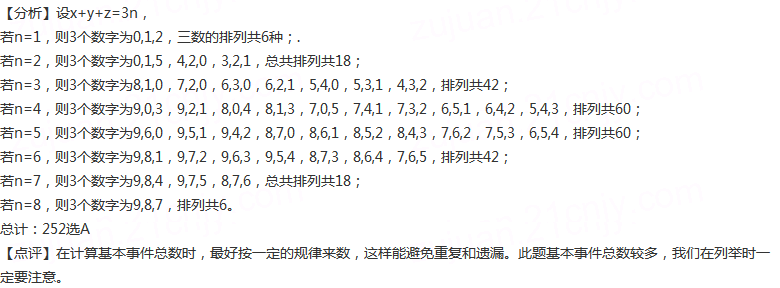 【分析】设x+y+z=3n，
若n=1，则3个数字为0,1,2，三数的排列共6种；.
若n=2，则3个数字为0,1,5，4,2,0，3,2,1，总共排列共18；
若n=3，则3个数字为8,1,0，7,2,0，6,3,0，6,2,1，5,4,0，5,3,1，4,3,2，排列共42；
若n=4，则3个数字为9,0,3，9,2,1，8,0,4，8,1,3，7,0,5，7,4,1，7,3,2，6,5,1，6,4,2，5,4,3，排列共60；
若n=5，则3个数字为9,6,0，9,5,1，9,4,2，8,7,0，8,6,1，8,5,2，8,4,3，7,6,2，7,5,3，6,5,4，排列共60；
若n=6，则3个数字为9,8,1，9,7,2，9,6,3，9,5,4，8,7,3，8,6,4，7,6,5，排列共42；
若n=7，则3个数字为9,8,4，9,7,5，8,7,6，总共排列共18；
若n=8，则3个数字为9,8,7，排列共6。
总计：252选A
【点评】在计算基本事件总数时，最好按一定的规律来数，这样能避免重复和遗漏。此题基本事件总数较多，我们在列举时一
定要注意。